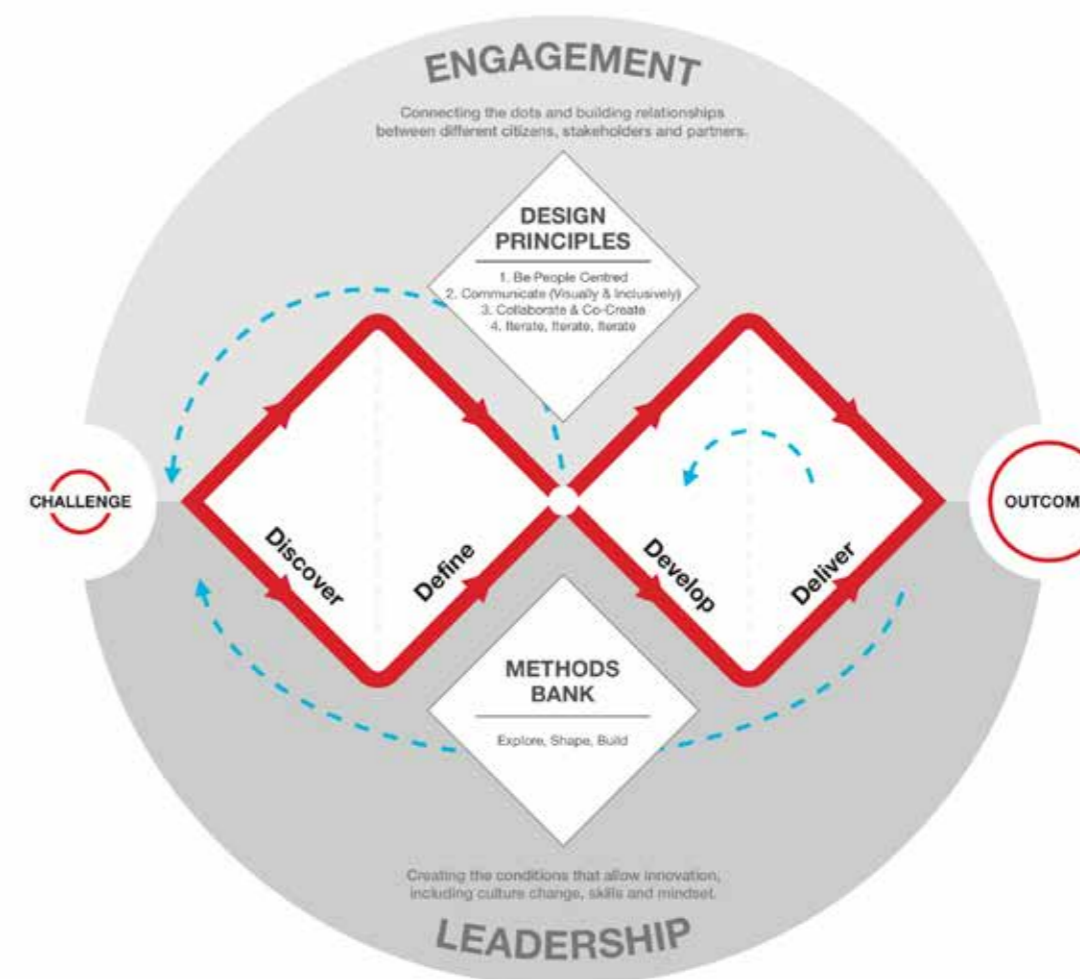 ENGAGEMENT
Connecting the dots and building relationships
between different citizens, stakeholders and partners.
DESIGN
PRINCIPLES
1. Be People Centred
2. Communicate (Visually & Inclusively)
3. Collaborate & Co-Create
4. Iterate, Iterate, Iterate
CHALLENGE
OUTCOM
Discover
Define
Develop
Deliver
METHODS
BANK
Explore, Shape, Build
Creating the conditions that allow innovation,
including culture change, skills and mindset.
LEADERSHIP